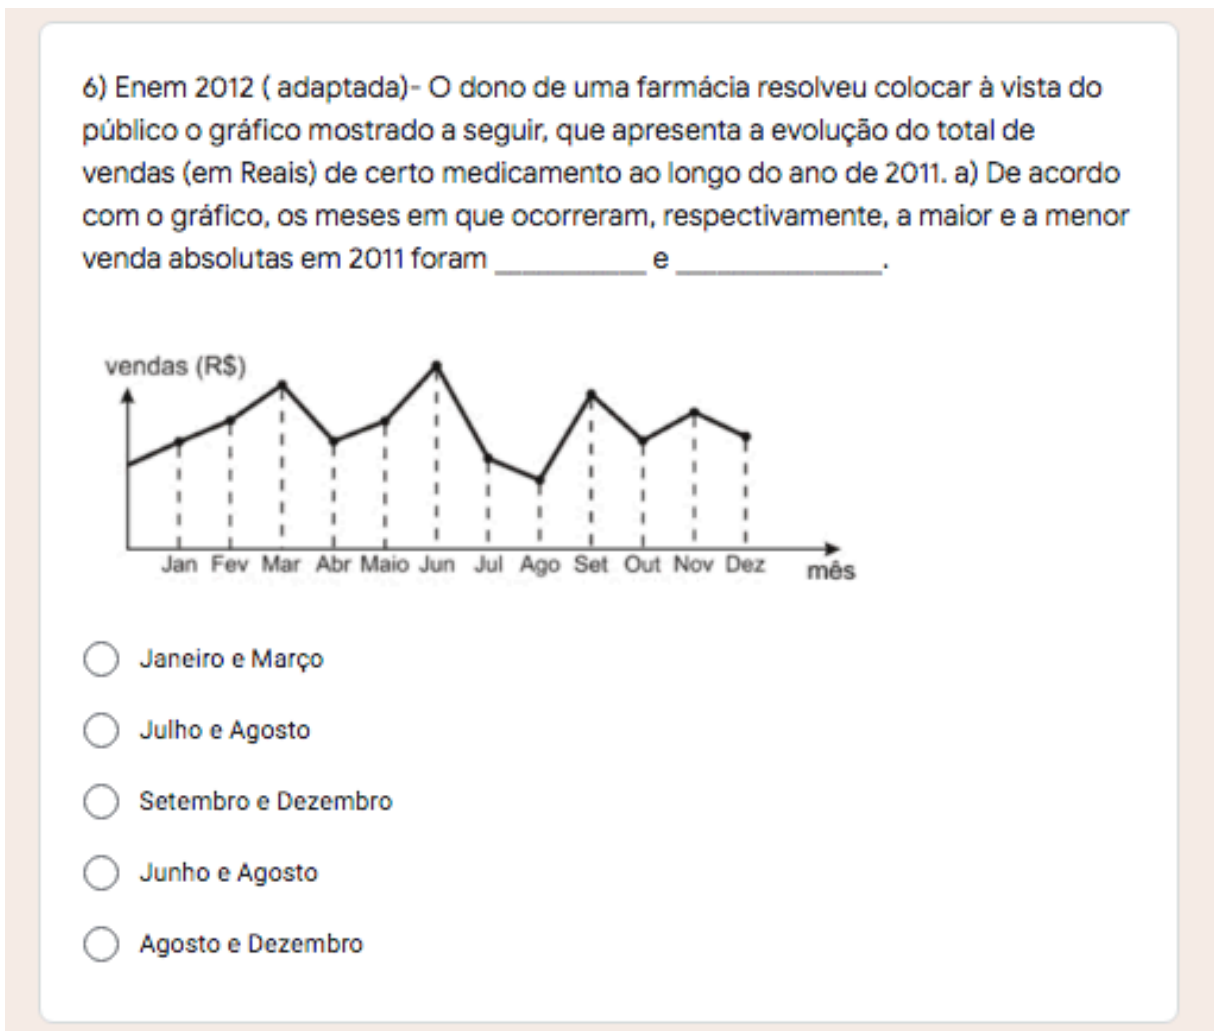 6) Enem 2012 ( adaptada)- O dono de uma farmácia resolveu colocar à vista do
público o gráfico mostrado a seguir, que apresenta a evolução do total de
vendas (em Reais) de certo medicamento ao longo do ano de 2011. a) De acordo
com o gráfico, os meses em que ocorreram, respectivamente, a maior e a menor
venda absolutas em 2011 foram ___________ e _______________.
vendas (R$)
Jan Fev Mar Abr Maio Jun Jul Ago Set Out Nov Dez
mês
Janeiro e Março
Julho e Agosto
Setembro e Dezembro
Junho e Agosto
Agosto e Dezembro